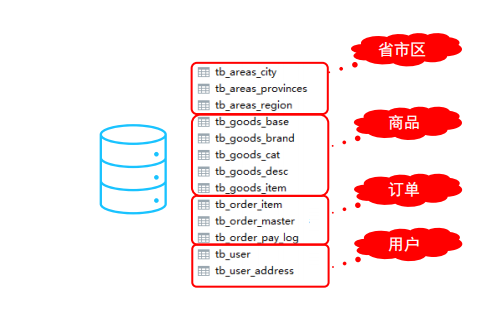 省市区
tb_areas_city
tb_areas_provinces
tb_areas_region
商品
tb_goods_base
tb_goods_brand
tb_goods_cat
tb_goods_desc
tb_goods_item
订单
tb_order_item
tb_order_master
tb_order_pay_log
用户
tb_user
tb_user_address